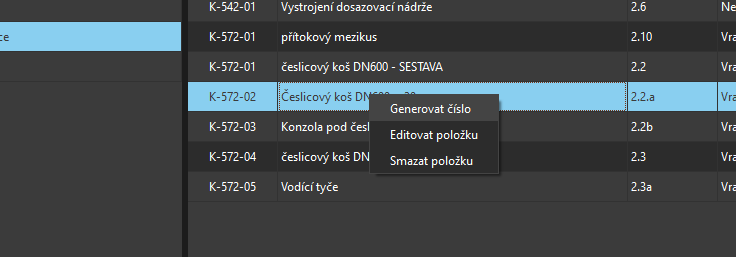 K-542-01 Vystrojení dosazovací nádrže 2.6 Ne
ce K-572-01 přítokový mezikus 2.10 Vra
K-572-01 česlicový koš DN600 - SESTAVA 2.2 Vra
K-572-02 Česlicový koš DN 2.2.a Vra
Generovat číslo
K-572-03 Konzola pod česl 2.2b Vra
Editovat položku
K-572-04 česlicový koš DN 2.3 Vra
Smazat položku
K-572-05 Vodící tyče 2.3a Vra